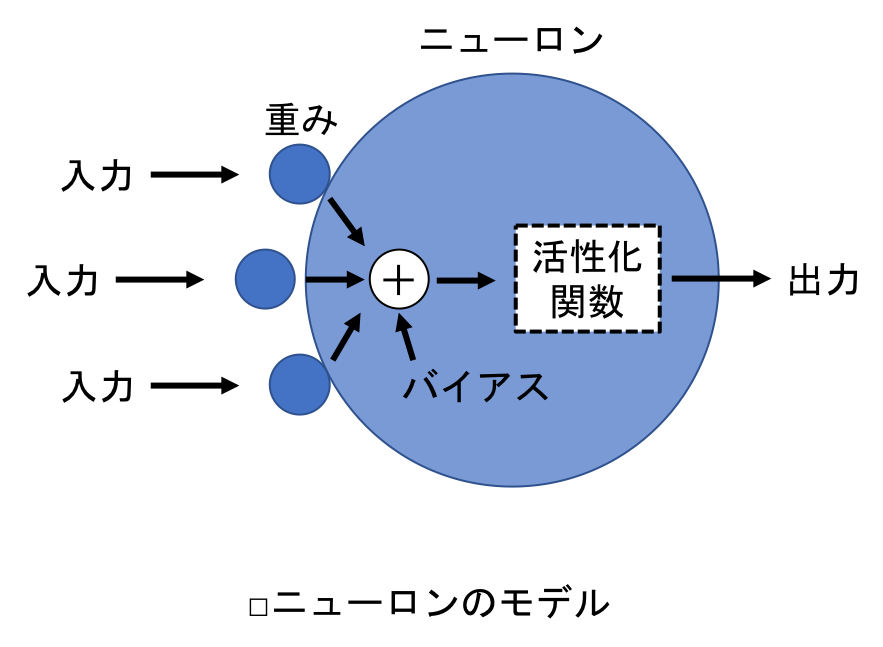 ニューロン
重み
入力
入力
入力
+
活性化
関数
出力
バイアス
□ニューロンのモデル